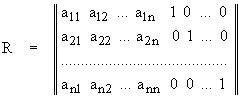 a11 a12 ... a1n 1 0 ... 0
R = a21 a22 ... a2n 0 1 ... 0
.............................................
an1 an2 ... ann 0 0 ... 1